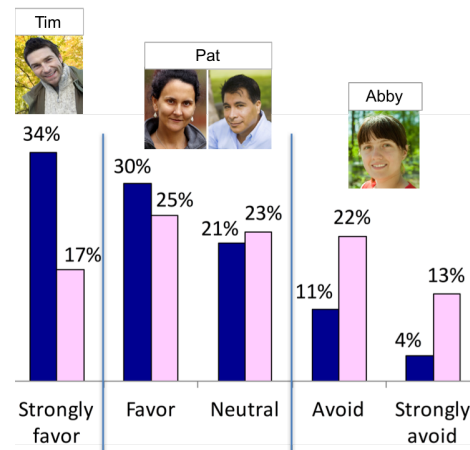 Tim
Pat
Abby
34%
17%
30%
25%
21%
23%
11%
22%
4%
13%
Strongly
favor
Favor
Neutral
Avoid
Strongly
avoid